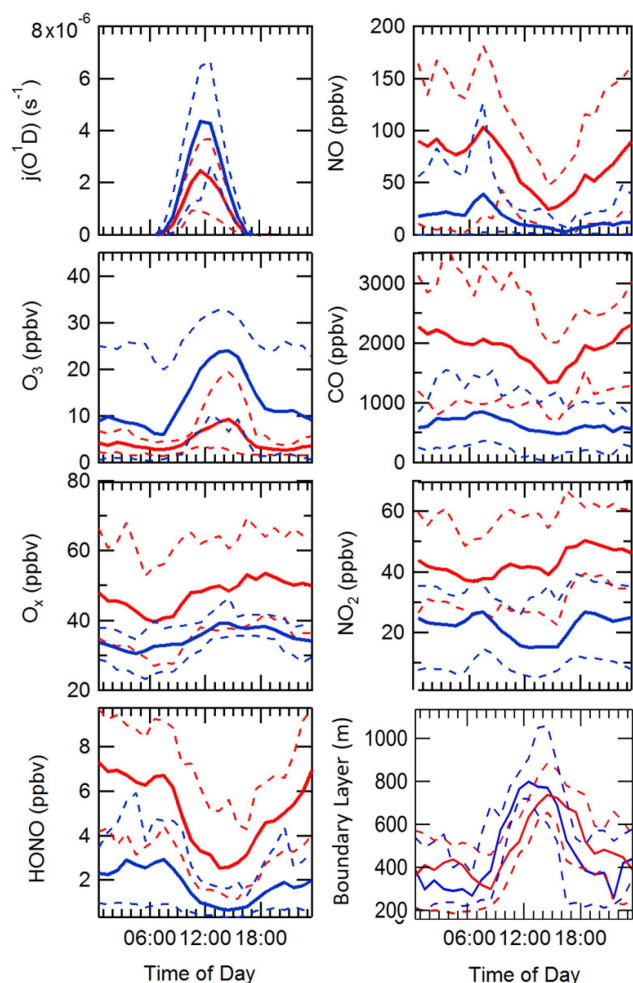 8x10⁻⁶
6
4
2
0
j(O¹D) (s⁻¹)
200
150
100
50
0
NO (ppbv)
40
30
20
10
0
O₃ (ppbv)
3000
2000
1000
0
CO (ppbv)
80
60
40
20
Oₓ (ppbv)
60
40
20
NO₂ (ppbv)
8
6
4
2
HONO (ppbv)
1000
800
600
400
200
Boundary Layer (m)
06:00 12:00 18:00
06:00 12:00 18:00
Time of Day
Time of Day